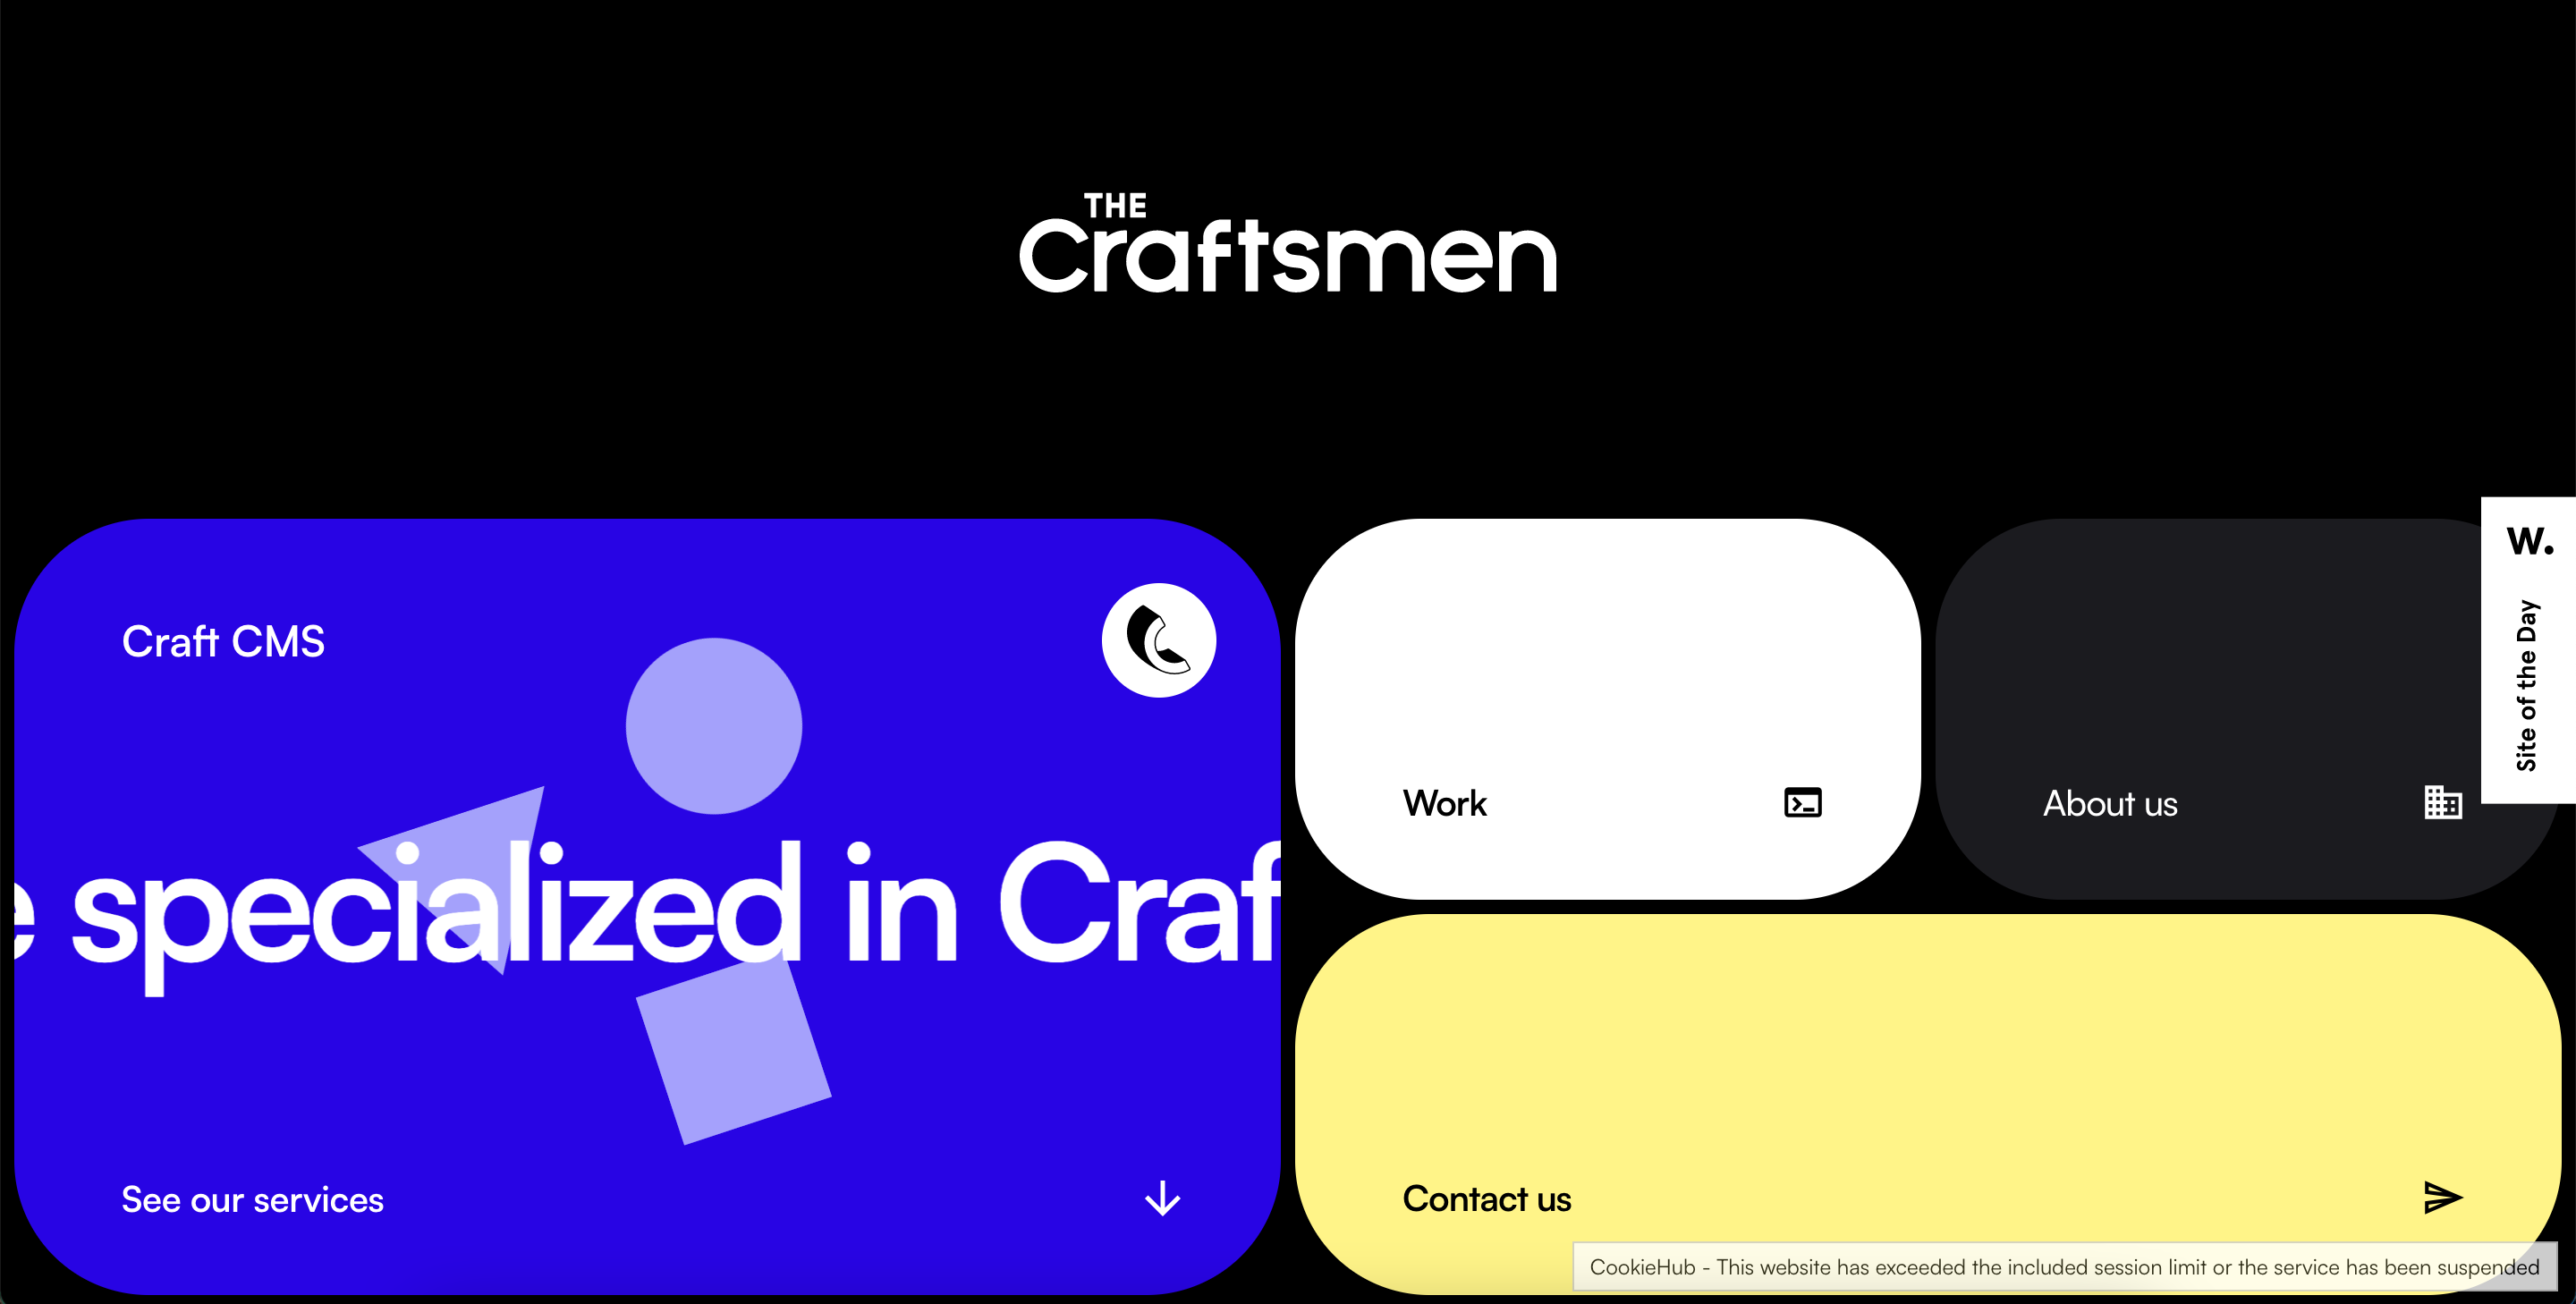 THE
Craftsmen
Craft CMS
specialized in Craf
See our services
Work
About us
W.
Site of the Day
Contact us
CookieHub - This website has exceeded the included session limit or the service has been suspended